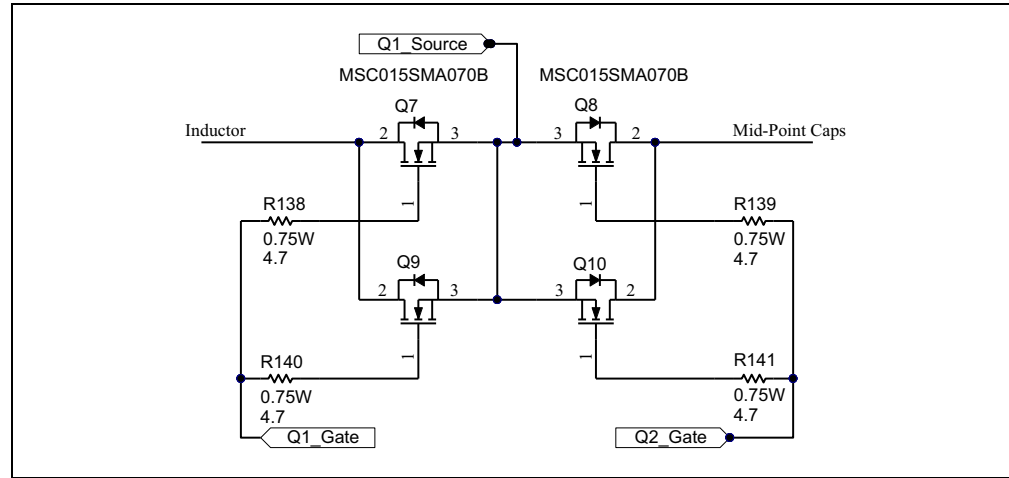 Q1_Source
MSC015SMA070B MSC015SMA070B
Q7 Q8
Inductor 2 3 3 2 Mid-Point Caps
1 1
R138 R139
0.75W 0.75W
4.7 4.7
Q9 Q10
2 3 3 2
1 1
R140 R141
0.75W 0.75W
4.7 4.7
Q1_Gate Q2_Gate